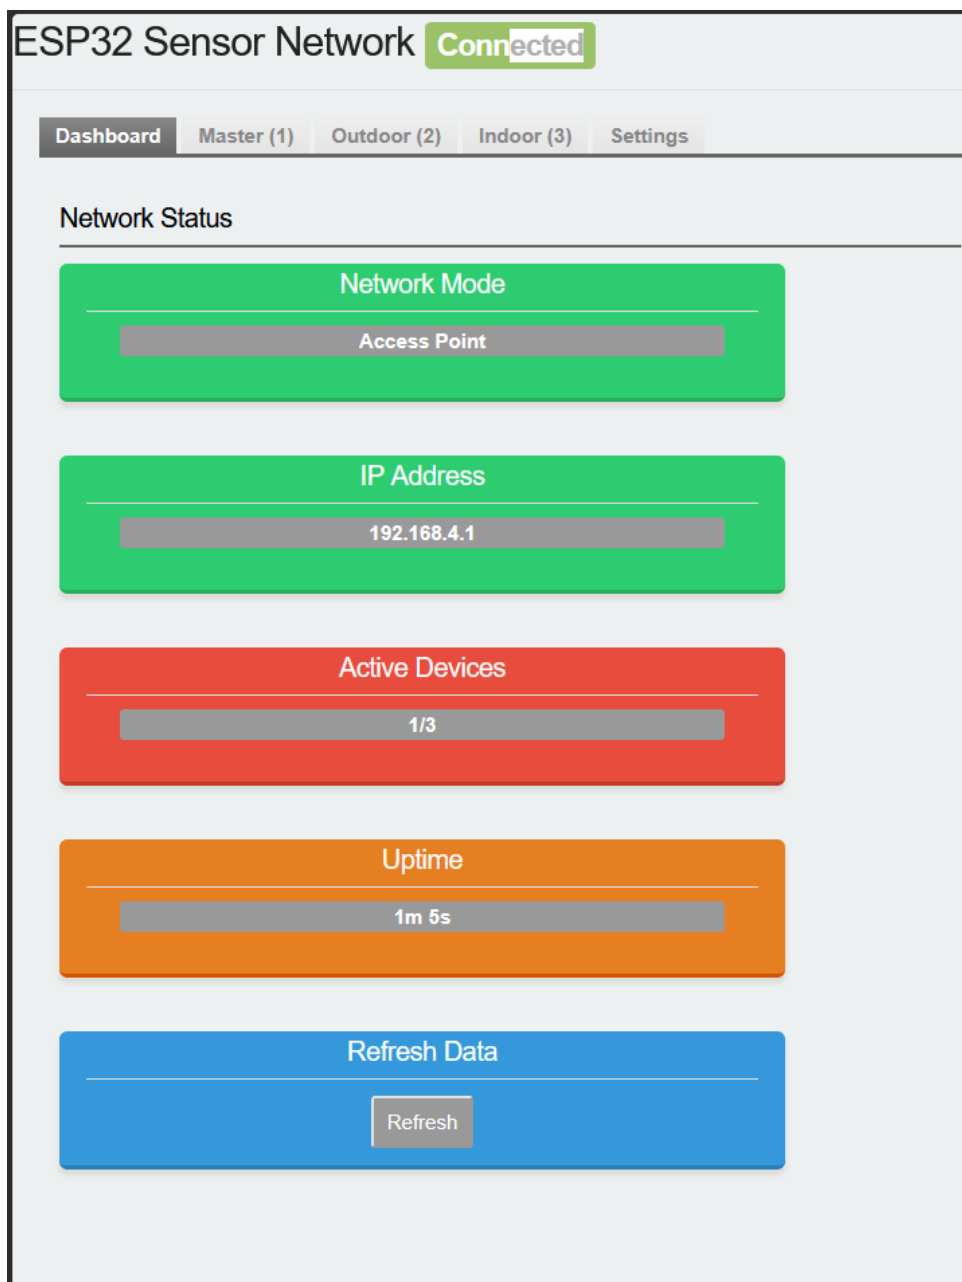 ESP32 Sensor Network Connected
Dashboard Master (1) Outdoor (2) Indoor (3) Settings
Network Status
Network Mode
Access Point
IP Address
192.168.4.1
Active Devices
1/3
Uptime
1m 5s
Refresh Data
Refresh